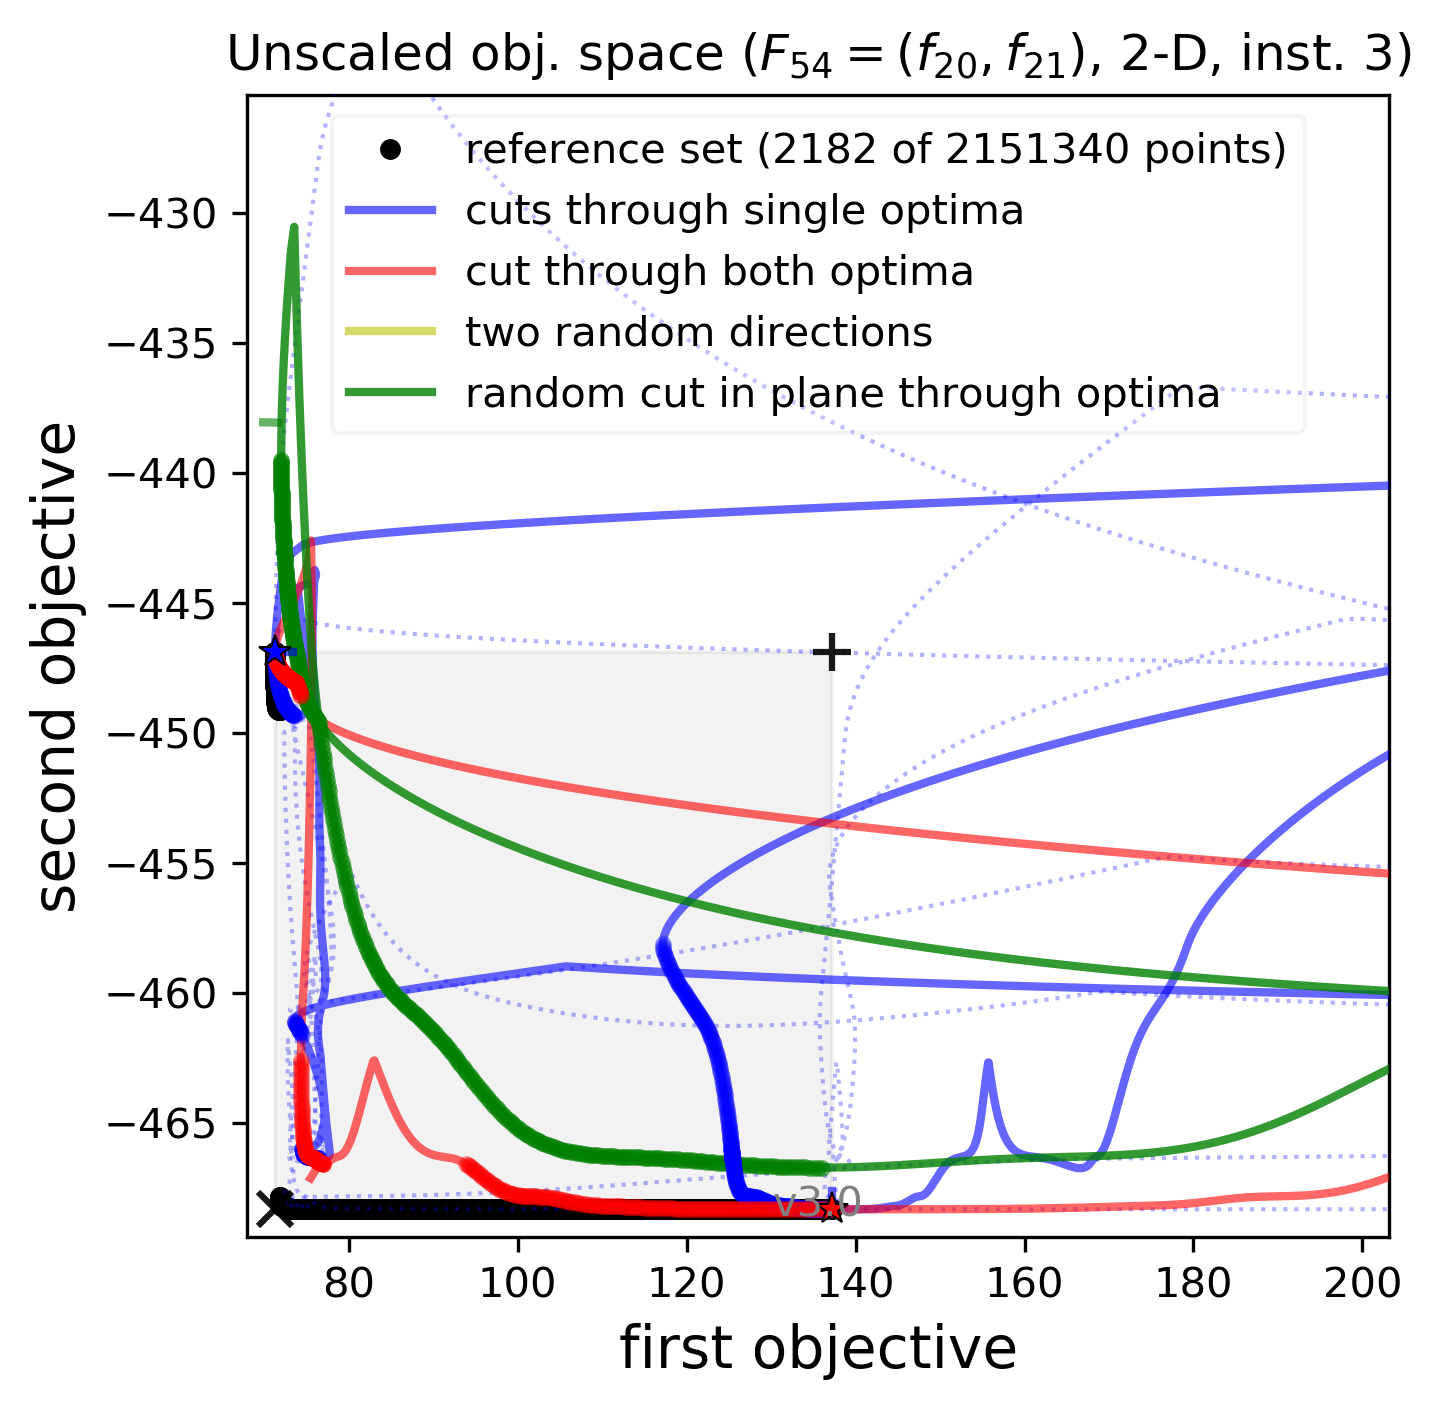 Unscaled obj. space (F₅₄ = (f₂₀, f₂₁), 2-D, inst. 3)
reference set (2182 of 2151340 points)
cuts through single optima
cut through both optima
two random directions
random cut in plane through optima
second objective
−430
−435
−440
−445
−450
−455
−460
−465
v3.0
80 100 120 140 160 180 200
first objective